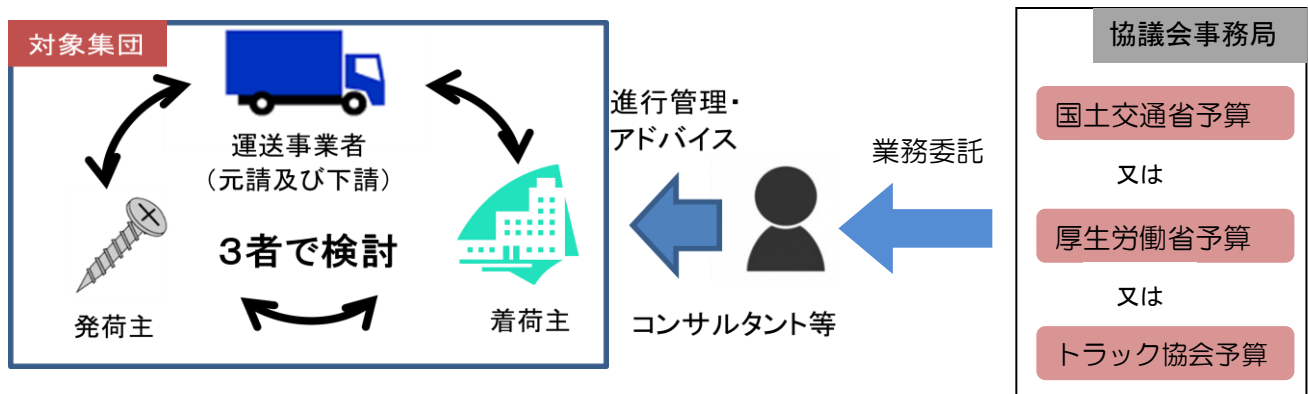 対象集団
運送事業者
(元請及び下請)
3者で検討
発荷主
着荷主
進行管理・
アドバイス
コンサルタント等
業務委託
協議会事務局
国土交通省予算
又は
厚生労働省予算
又は
トラック協会予算